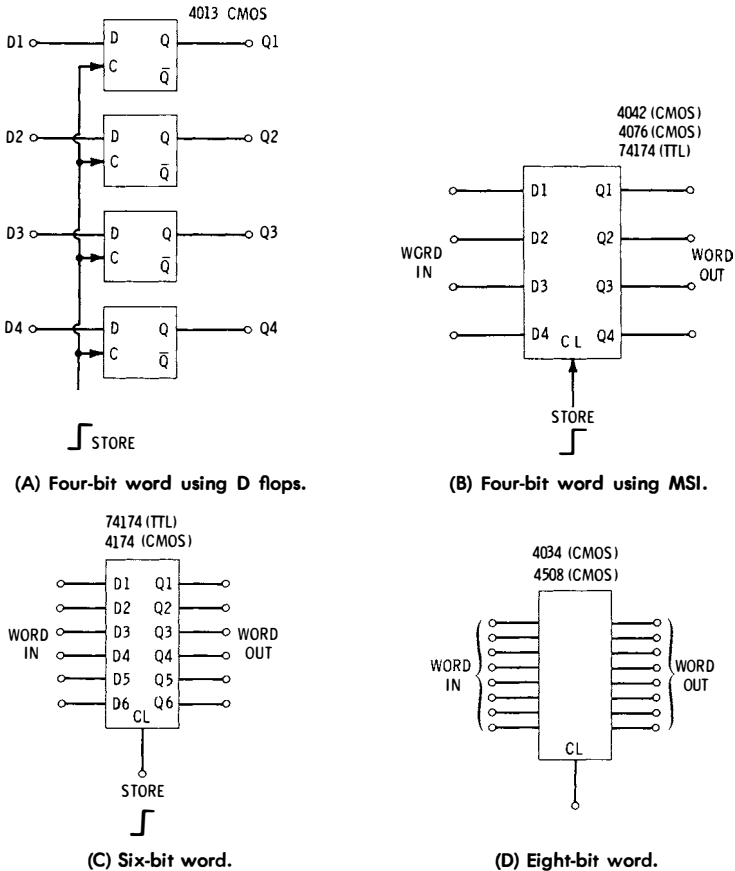 4013 CMOS
D1 D Q Q1
C Q̅
D2 D Q Q2
C Q̅
D3 D Q Q3
C Q̅
D4 D Q Q4
C Q̅
STORE
(A) Four-bit word using D flops.
4042 (CMOS)
4076 (CMOS)
74174 (TTL)
D1 Q1
D2 Q2
WORD IN
WORD OUT
D3 Q3
D4 Q4
CL
STORE
(B) Four-bit word using MSI.
74174 (TTL)
4174 (CMOS)
D1 Q1
D2 Q2
WORD IN
D3 Q3
WORD OUT
D4 Q4
D5 Q5
D6 Q6
CL
STORE
(C) Six-bit word.
4034 (CMOS)
4508 (CMOS)
WORD IN
WORD OUT
CL
(D) Eight-bit word.